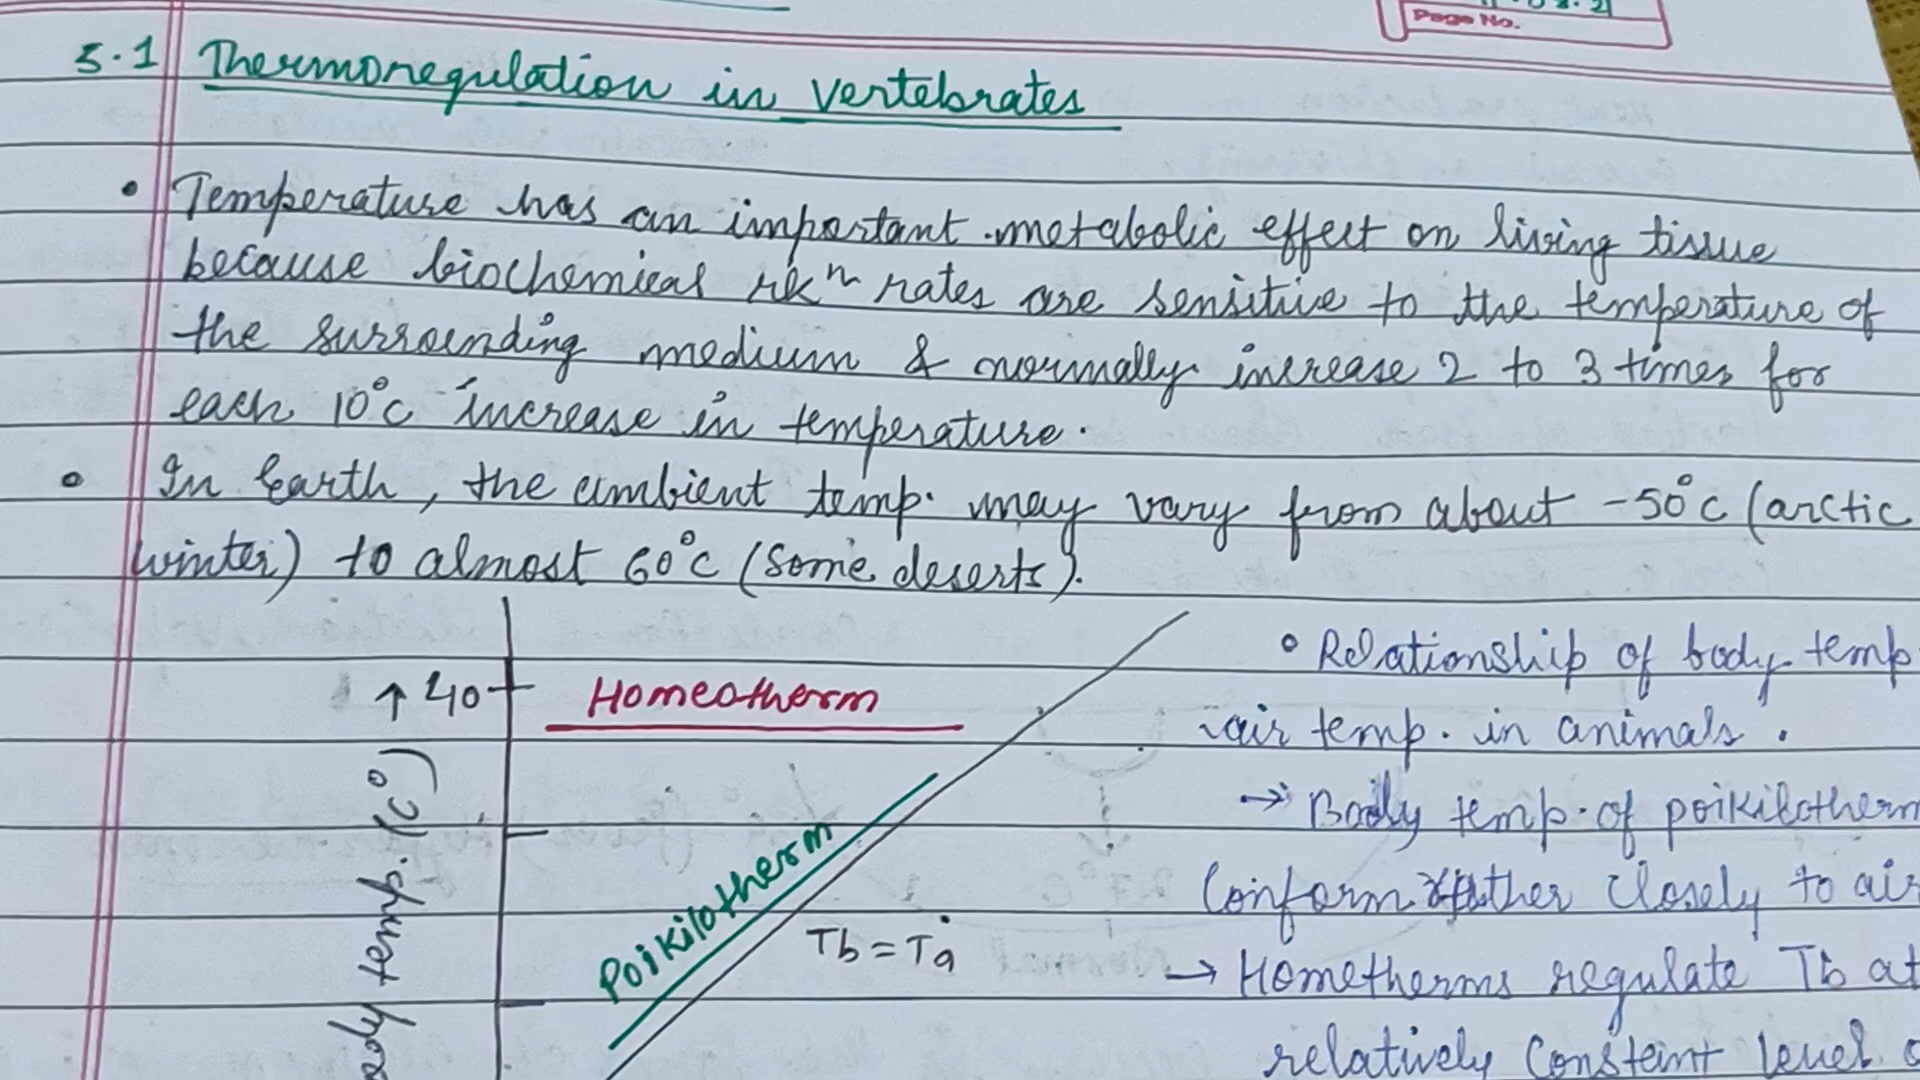 Page No.
5.1 Thermoregulation in vertebrates
• Temperature has an important metabolic effect on living tissue
because biochemical rxⁿ rates are sensitive to the temperature of
the surrounding medium & normally increase 2 to 3 times for
each 10°c increase in temperature.
• In Earth, the ambient temp. may vary from about -50°c (arctic
winter) to almost 60°c (some deserts).
↑ 40
Homeotherm
Poikilotherm
Tb = Ta
temp. (°C)
• Relationship of body temp
air temp. in animals.
→ Body temp. of poikilotherm
Conform rather closely to air
→ Hometherms regulate Tb at
relatively constant level